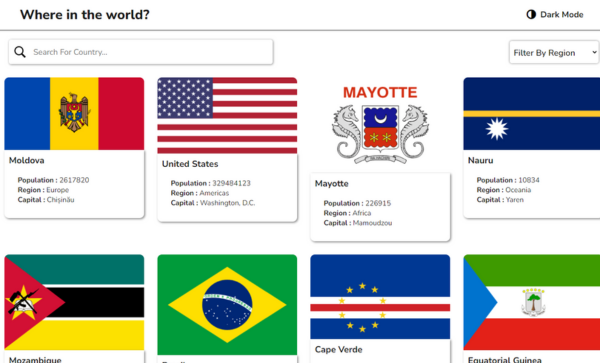 Where in the world?
Dark Mode
Search For Country...
Filter By Region
MAYOTTE
Moldova
Population : 2617820
Region : Europe
Capital : Chișinău
United States
Population : 329484123
Region : Americas
Capital : Washington, D.C.
Mayotte
Population : 226915
Region : Africa
Capital : Mamoudzou
Nauru
Population : 10834
Region : Oceania
Capital : Yaren
Mozambique
Cape Verde
Equatorial Guinea